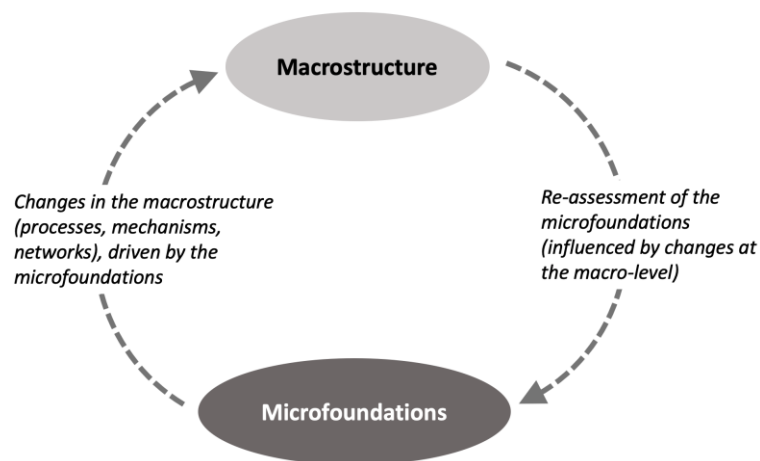 Macrostructure
Changes in the macrostructure
(processes, mechanisms,
networks), driven by the
microfoundations
Re-assessment of the
microfoundations
(influenced by changes at
the macro-level)
Microfoundations